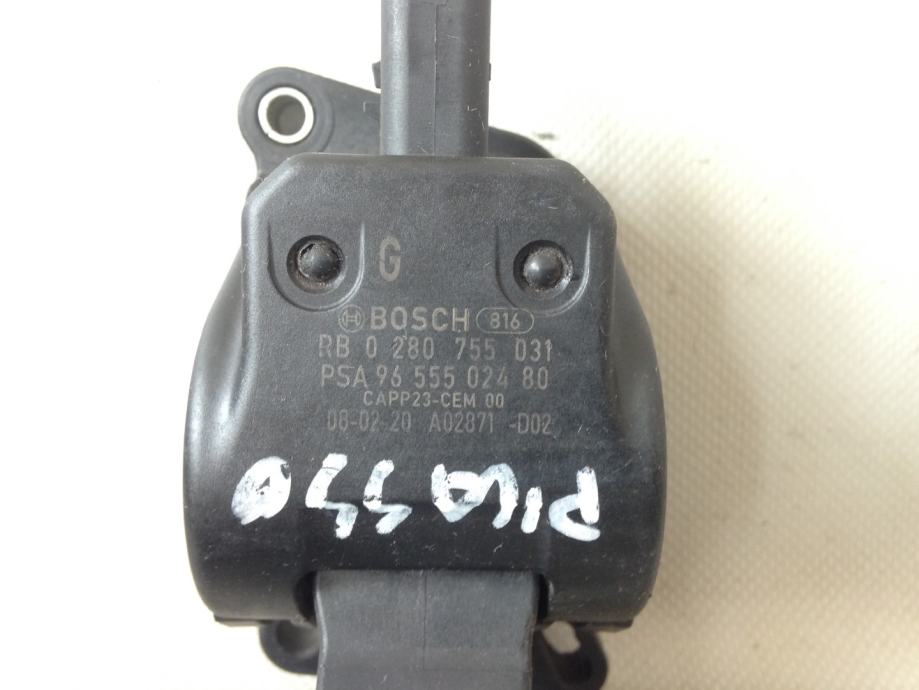 G
BOSCH 816
RB 0 280 755 031
PSA 96 555 024 80
CAPP23-CEM 00
08-02-20 A02871 -D02
PICASSO